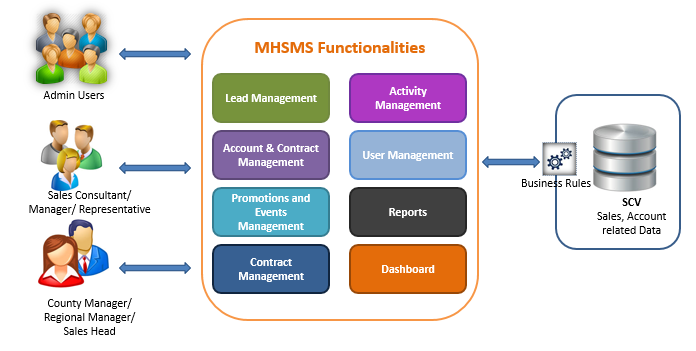 MHSMS Functionalities
Admin Users
Sales Consultant/
Manager/ Representative
County Manager/
Regional Manager/
Sales Head
Lead Management
Activity
Management
Account & Contract
Management
User Management
Promotions and
Events
Management
Reports
Contract
Management
Dashboard
Business Rules
SCV
Sales, Account
related Data